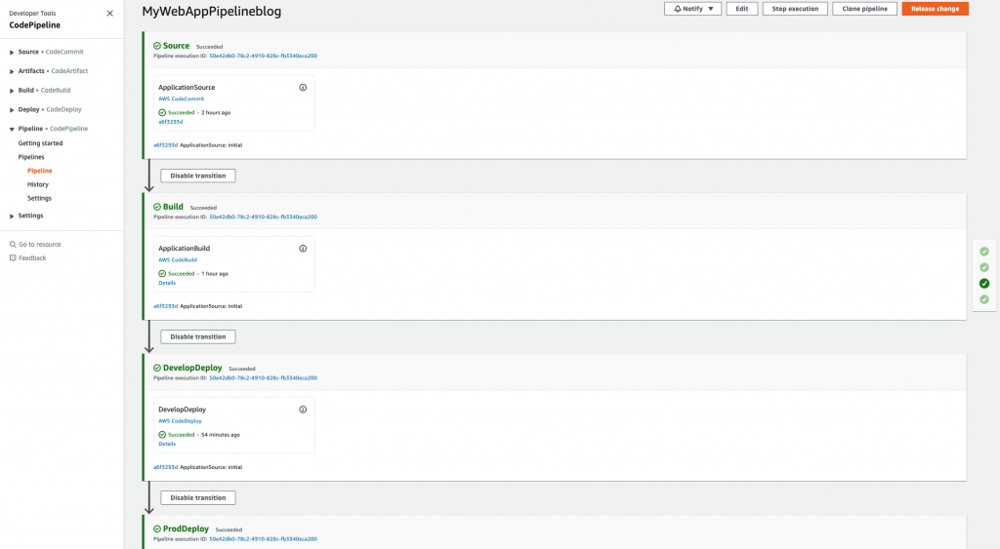 Developer Tools
CodePipeline
Source • CodeCommit
Artifacts • CodeArtifact
Build • CodeBuild
Deploy • CodeDeploy
Pipeline • CodePipeline
Getting started
Pipelines
Pipeline
History
Settings
Settings
Go to resource
Feedback
MyWebAppPipelineblog
Notify
Edit
Stop execution
Clone pipeline
Release change
Source Succeeded
Pipeline execution ID: 50e42db0-78c2-4910-828c-fb3340eca200
ApplicationSource
AWS CodeCommit
Succeeded - 2 hours ago
a6f3293d
a6f3293d ApplicationSource: initial
Disable transition
Build Succeeded
Pipeline execution ID: 50e42db0-78c2-4910-828c-fb3340eca200
ApplicationBuild
AWS CodeBuild
Succeeded - 1 hour ago
Details
a6f3293d ApplicationSource: initial
Disable transition
DevelopDeploy Succeeded
Pipeline execution ID: 50e42db0-78c2-4910-828c-fb3340eca200
DevelopDeploy
AWS CodeDeploy
Succeeded - 54 minutes ago
Details
a6f3293d ApplicationSource: initial
Disable transition
ProdDeploy Succeeded
Pipeline execution ID: 50e42db0-78c2-4910-828c-fb3340eca200